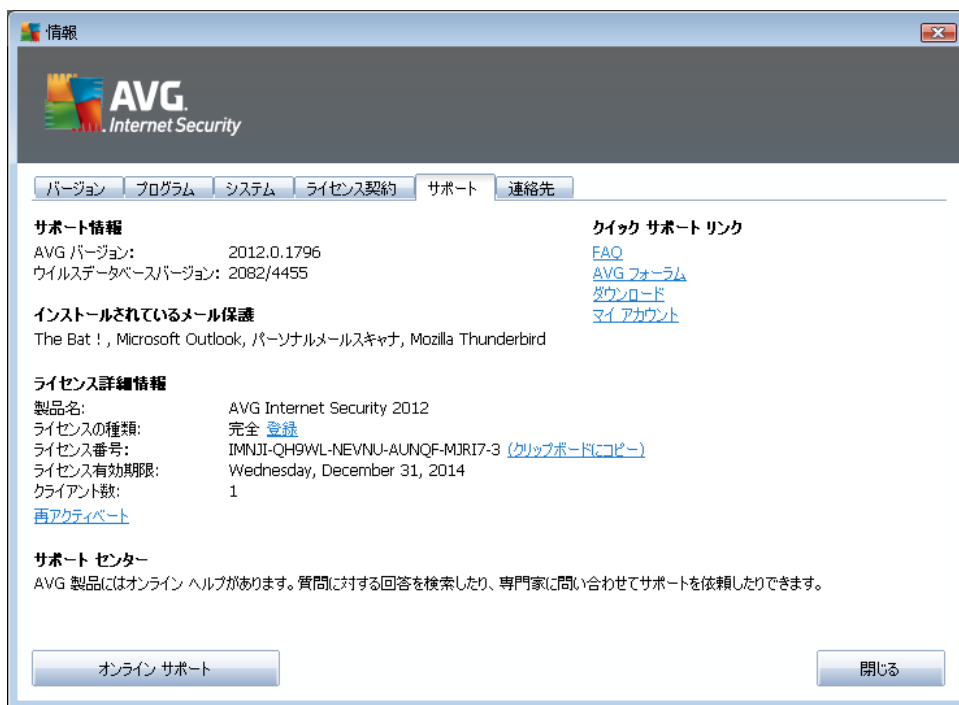 情報
AVG.
Internet Security
バージョン プログラム システム ライセンス契約 サポート 連絡先
サポート情報
AVG バージョン: 2012.0.1796
ウイルスデータベースバージョン: 2082/4455
インストールされているメール保護
The Bat ! , Microsoft Outlook, パーソナルメールスキャナ, Mozilla Thunderbird
ライセンス詳細情報
製品名: AVG Internet Security 2012
ライセンスの種類: 完全 登録
ライセンス番号: IMNJI-QH9WL-NEVNU-AUNQF-MJRI7-3 (クリップボードにコピー)
ライセンス有効期限: Wednesday, December 31, 2014
クライアント数: 1
再アクティベート
サポート センター
AVG 製品にはオンライン ヘルプがあります。質問に対する回答を検索したり、専門家に問い合わせてサポートを依頼したりできます。
クイック サポート リンク
FAQ
AVG フォーラム
ダウンロード
マイ アカウント
オンライン サポート
閉じる